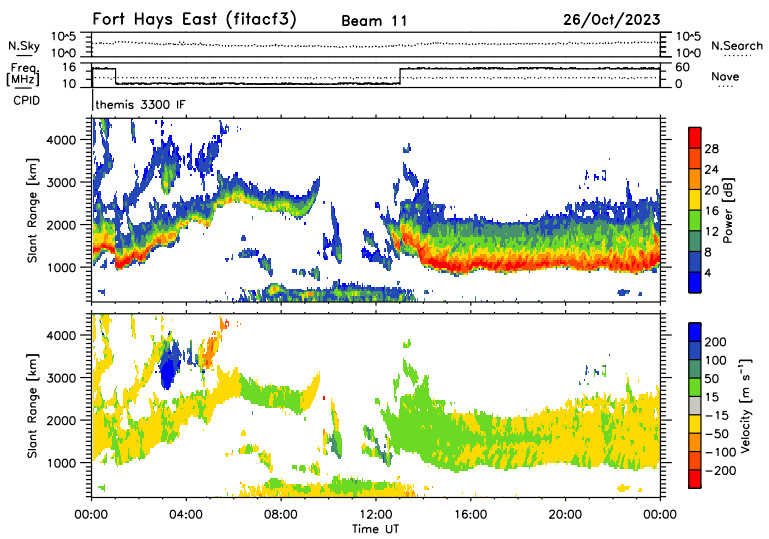 Fort Hays East (fitacf3) Beam 11 26/Oct/2023
N.Sky 10^5 10^0 10^5 10^0 N.Search
Freq. [MHz] 16 10 60 0 Nave
CPID themis 3300 IF
Slant Range [km] 4000 3000 2000 1000
Power [dB] 28 24 20 16 12 8 4
Slant Range [km] 4000 3000 2000 1000
Velocity [m s⁻¹] 200 100 50 15 −15 −50 −100 −200
00:00 04:00 08:00 12:00 16:00 20:00 00:00
Time UT